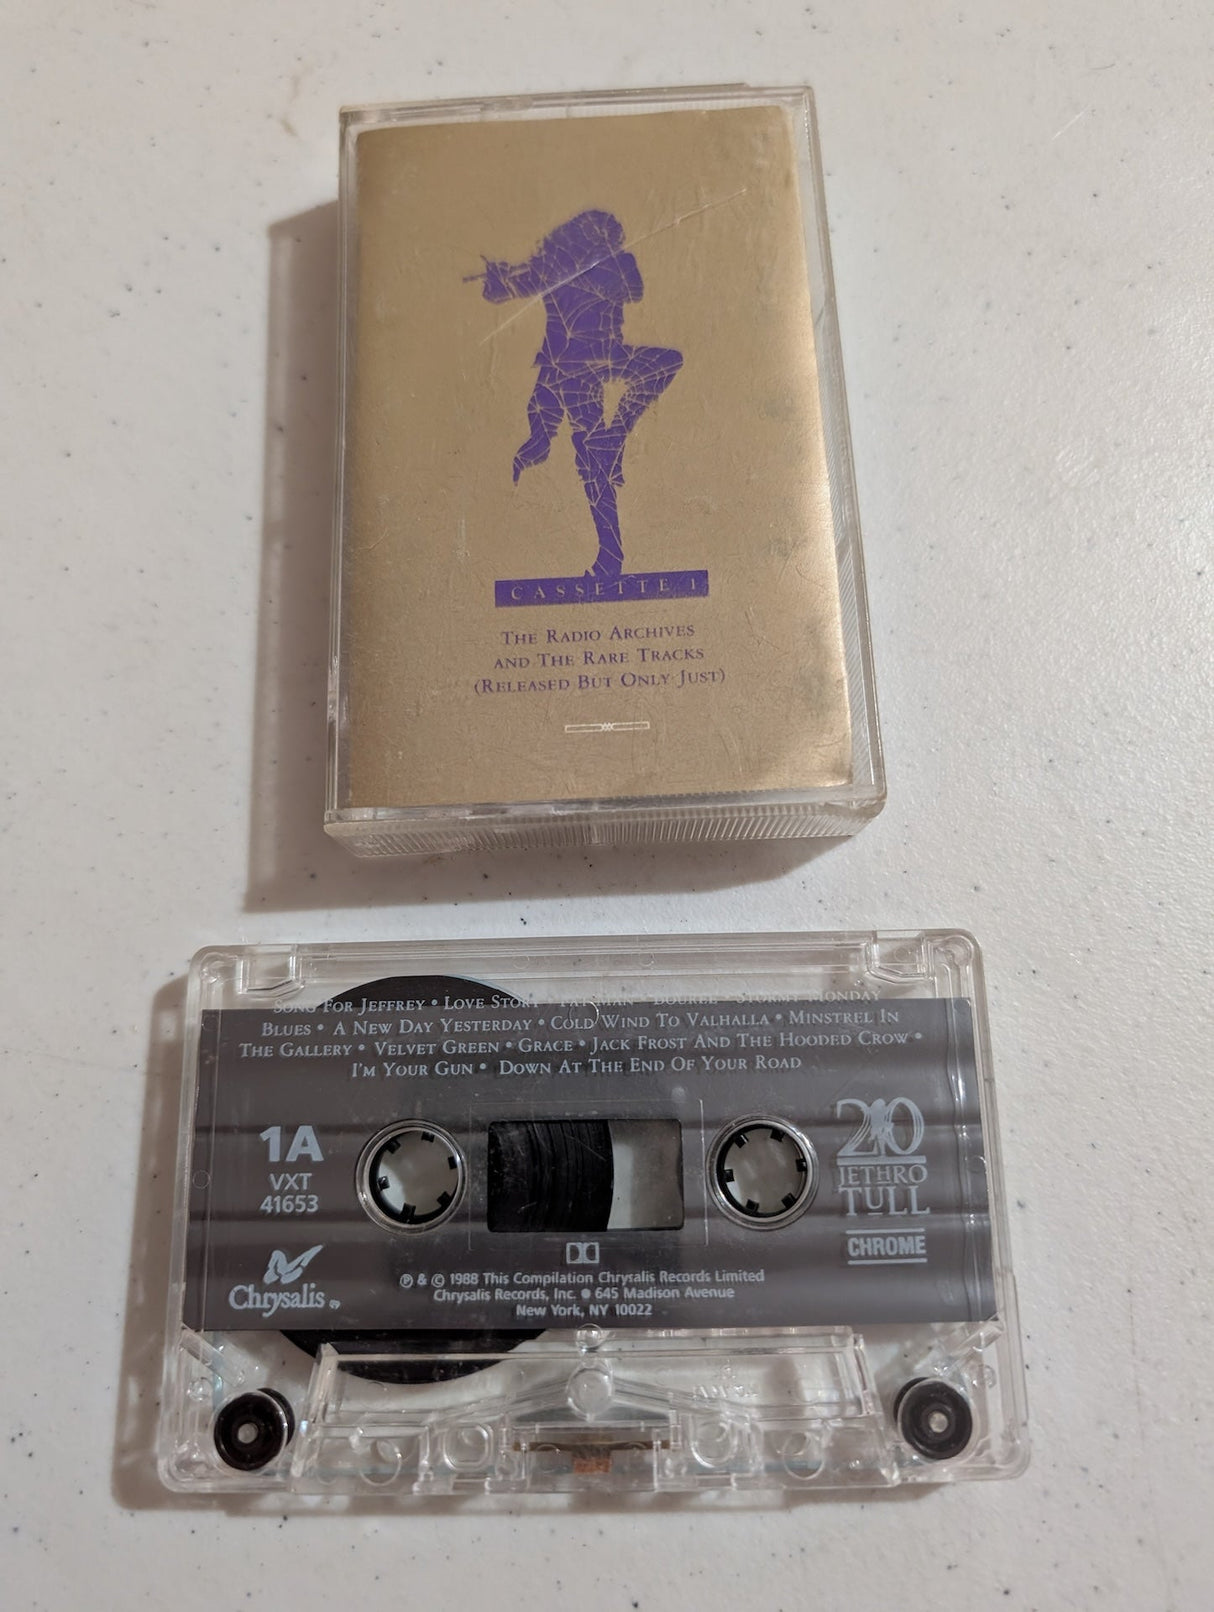 CASSETTE 1
THE RADIO ARCHIVES
AND THE RARE TRACKS
(RELEASED BUT ONLY JUST)
SONG FOR JEFFREY • LOVE STORY • FAT MAN • BOUREE • STORMY MONDAY
BLUES • A NEW DAY YESTERDAY • COLD WIND TO VALHALLA • MINSTREL IN
THE GALLERY • VELVET GREEN • GRACE • JACK FROST AND THE HOODED CROW •
I'M YOUR GUN • DOWN AT THE END OF YOUR ROAD
1A
VXT
41653
20
JETHRO
TULL
CHROME
Chrysalis ®
℗ & © 1988 This Compilation Chrysalis Records Limited
Chrysalis Records, Inc. ● 645 Madison Avenue
New York, NY 10022